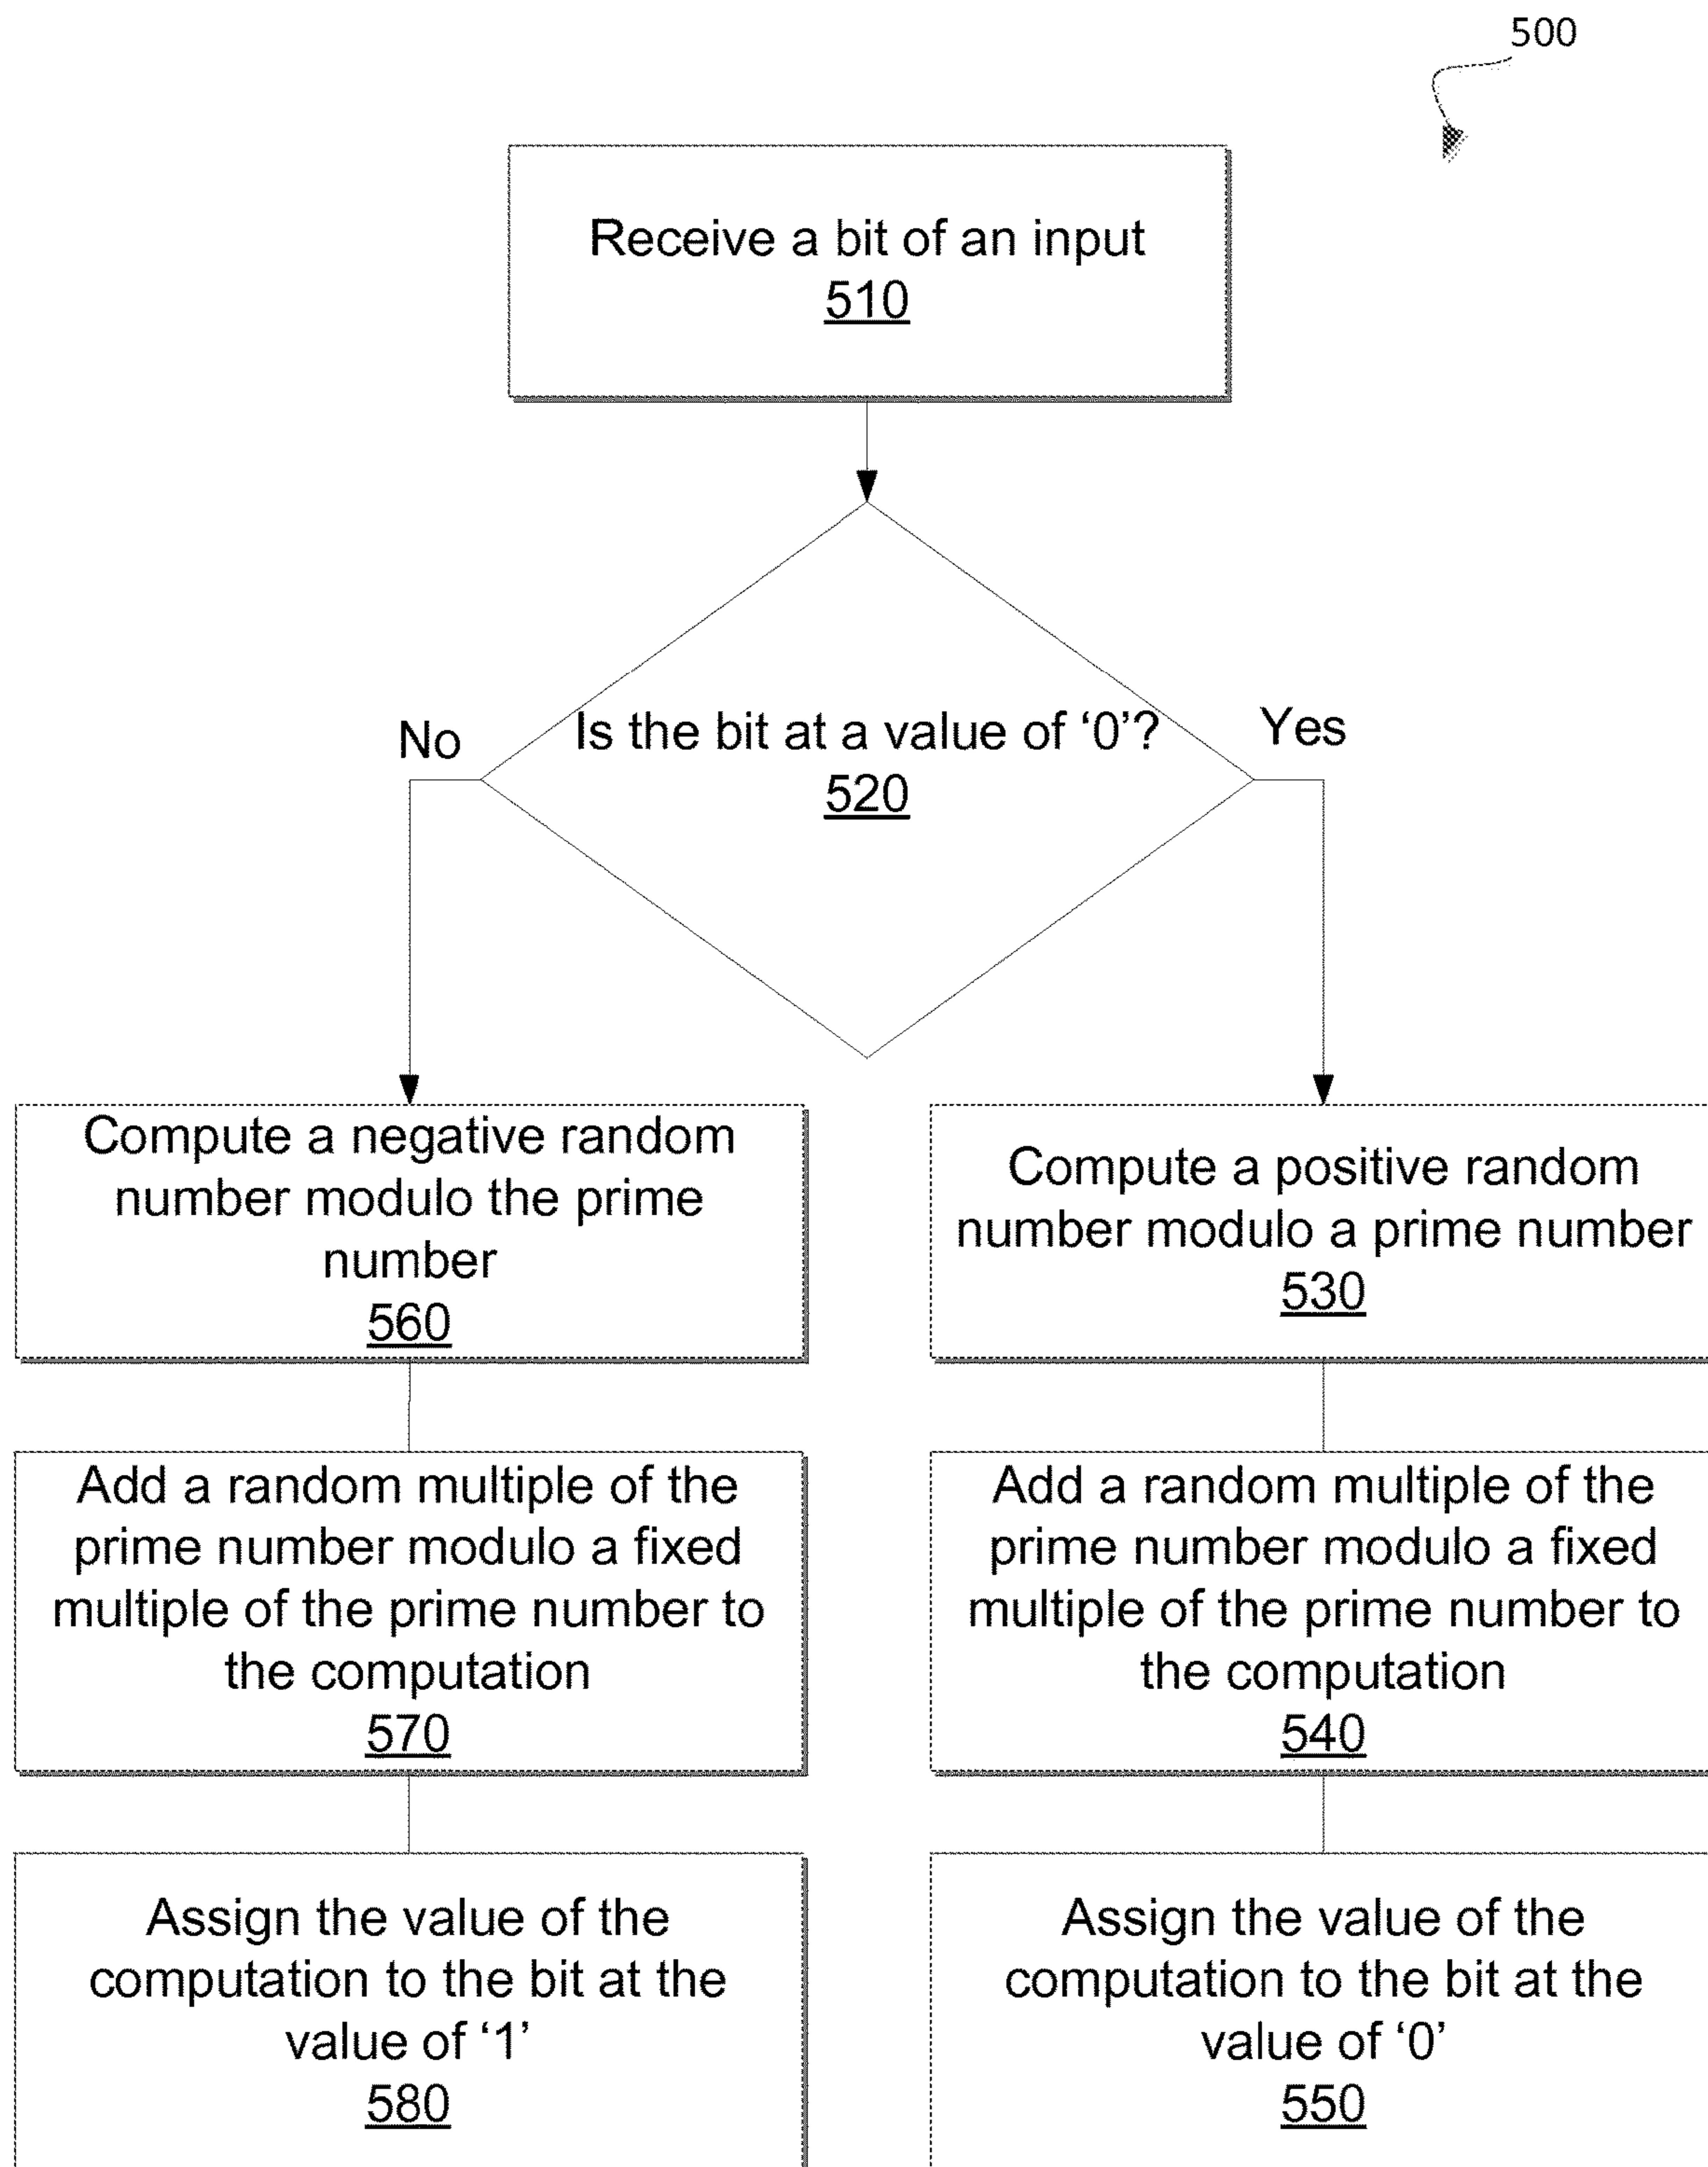 500
Receive a bit of an input
510
Is the bit at a value of ‘0’?
520
No
Yes
Compute a negative random
number modulo the prime
number
560
Compute a positive random
number modulo a prime number
530
Add a random multiple of the
prime number modulo a fixed
multiple of the prime number to
the computation
570
Add a random multiple of the
prime number modulo a fixed
multiple of the prime number to
the computation
540
Assign the value of the
computation to the bit at the
value of ‘1’
580
Assign the value of the
computation to the bit at the
value of ‘0’
550